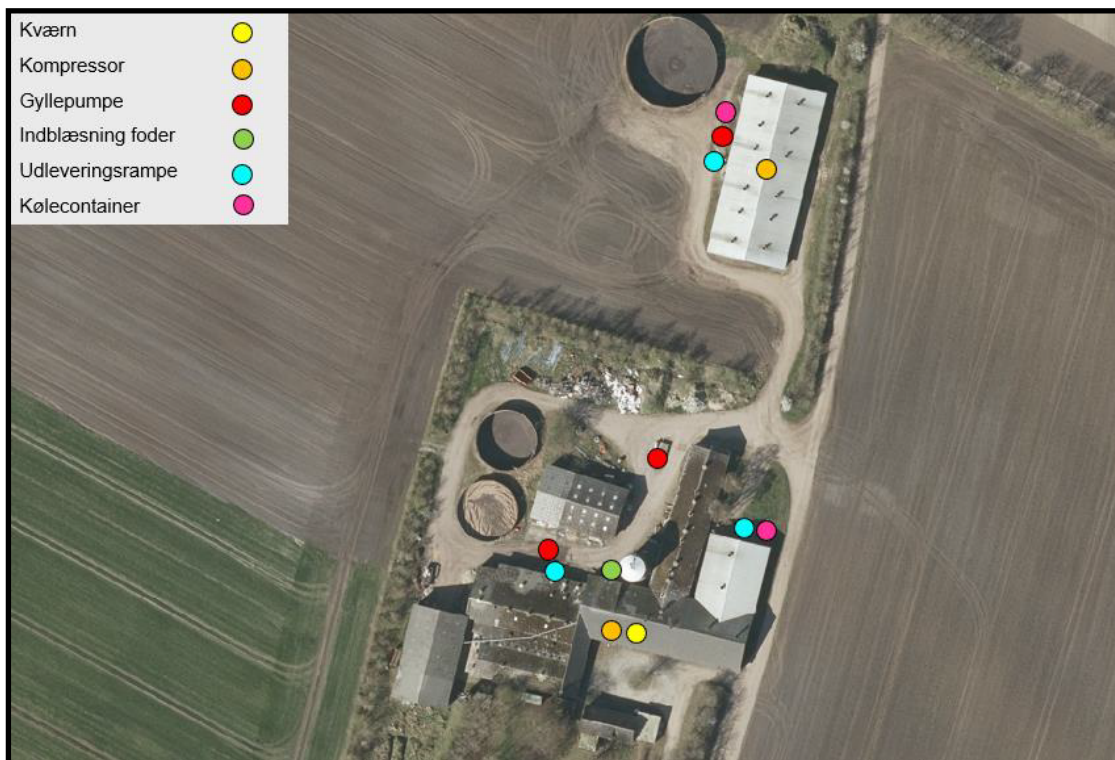 Kværn
Kompressor
Gyllepumpe
Indblæsning foder
Udleveringsrampe
Kølecontainer